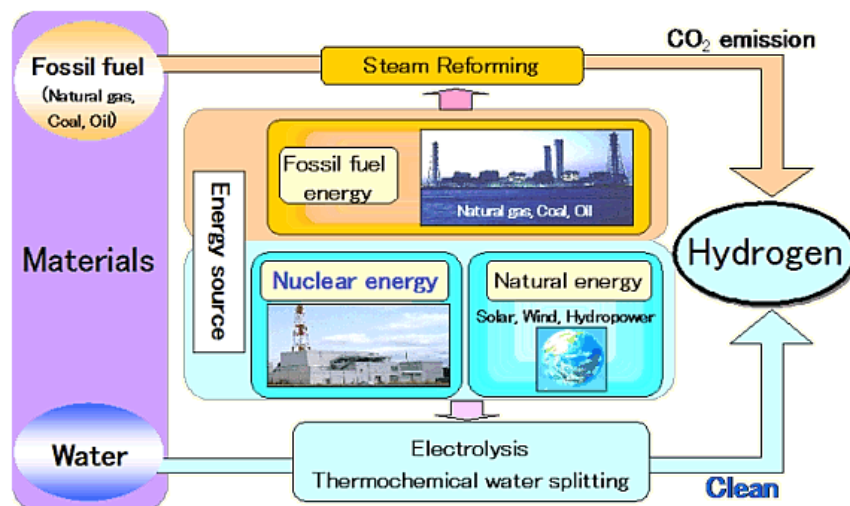 CO₂ emission
Fossil fuel
(Natural gas,
Coal, Oil)
Steam Reforming
Fossil fuel
energy
Natural gas, Coal, Oil
Energy source
Materials
Hydrogen
Nuclear energy
Natural energy
Solar, Wind, Hydropower
Water
Electrolysis
Thermochemical water splitting
Clean